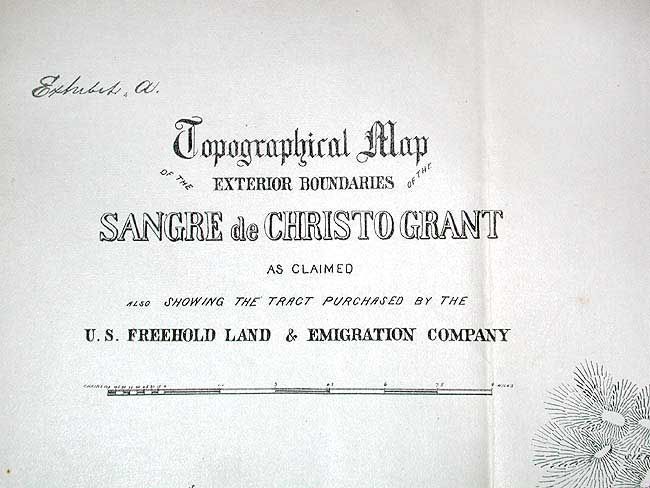 Exhibit, A.
Topographical Map
OF THE EXTERIOR BOUNDARIES OF THE
SANGRE de CHRISTO GRANT
AS CLAIMED
ALSO SHOWING THE TRACT PURCHASED BY THE
U.S. FREEHOLD LAND & EMIGRATION COMPANY
MILES